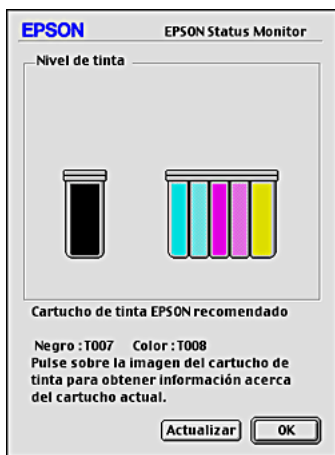 EPSON EPSON Status Monitor
Nivel de tinta
Cartucho de tinta EPSON recomendado
Negro : T007 Color : T008
Pulse sobre la imagen del cartucho de
tinta para obtener información acerca
del cartucho actual.
Actualizar OK